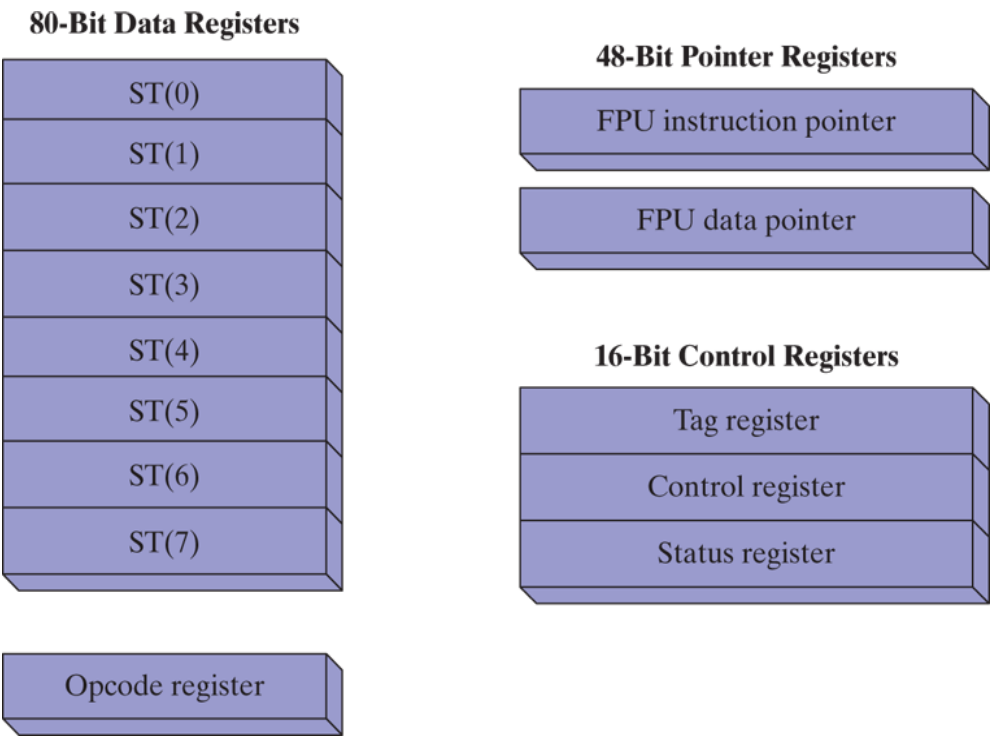 80-Bit Data Registers
ST(0)
ST(1)
ST(2)
ST(3)
ST(4)
ST(5)
ST(6)
ST(7)
Opcode register
48-Bit Pointer Registers
FPU instruction pointer
FPU data pointer
16-Bit Control Registers
Tag register
Control register
Status register